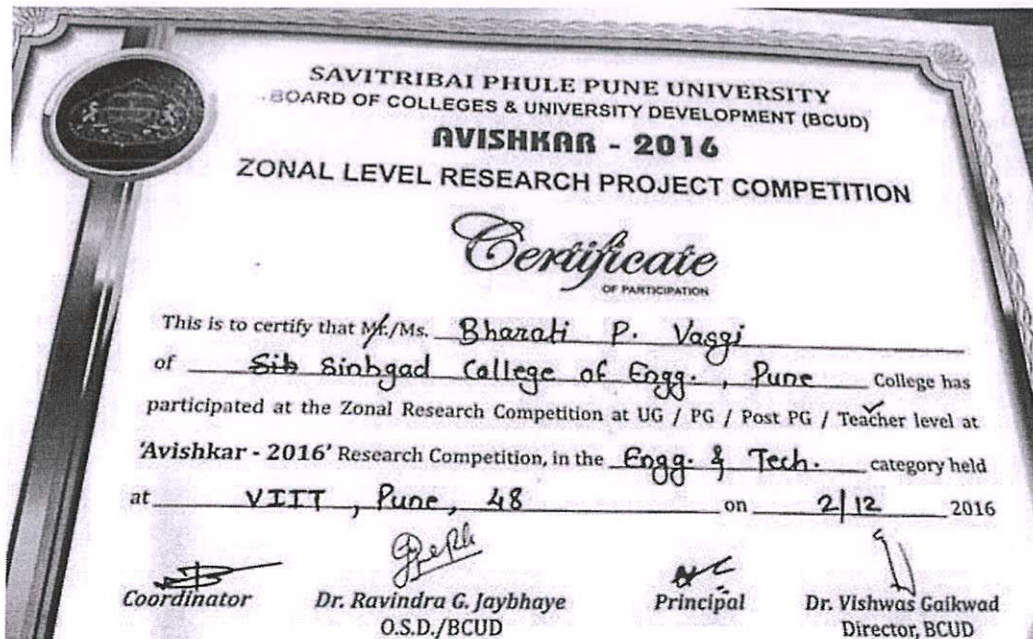 SAVITRIBAI PHULE PUNE UNIVERSITY
BOARD OF COLLEGES & UNIVERSITY DEVELOPMENT (BCUD)
AVISHKAR - 2016
ZONAL LEVEL RESEARCH PROJECT COMPETITION
Certificate
OF PARTICIPATION
This is to certify that Mr./Ms. Bharati P. Vaggi
of Sib Sinhgad College of Engg., Pune College has
participated at the Zonal Research Competition at UG / PG / Post PG / Teacher level at
'Avishkar - 2016' Research Competition, in the Engg. & Tech. category held
at VIIT, Pune, 48 on 2/12 2016
Coordinator Dr. Ravindra G. Jaybhaye Principal Dr. Vishwas Gaikwad
O.S.D./BCUD Director, BCUD